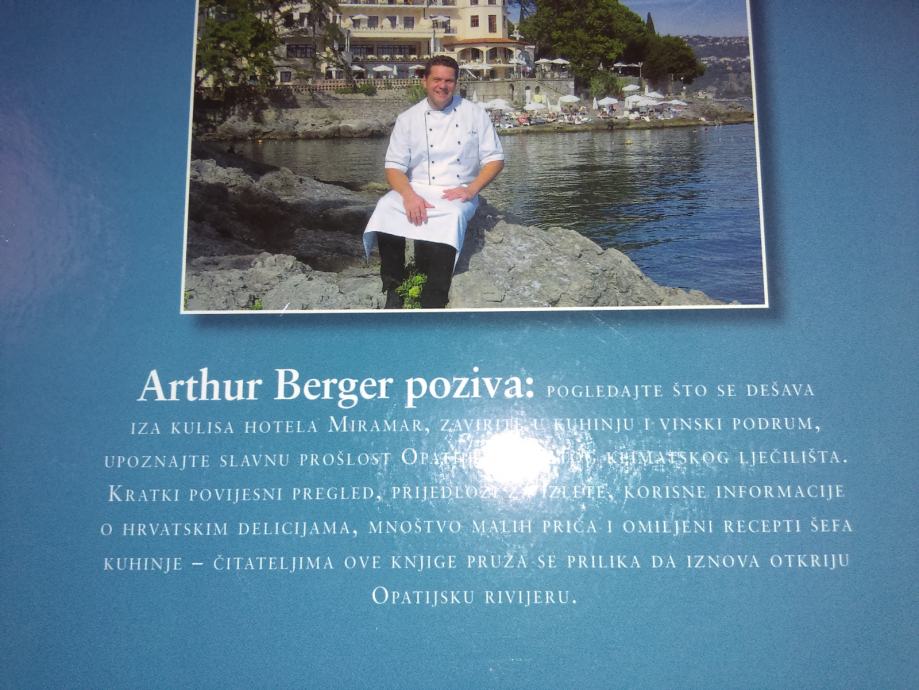 Arthur Berger poziva: POGLEDAJTE ŠTO SE DEŠAVA
IZA KULISA HOTELA MIRAMAR, ZAVIRITE U KUHINJU I VINSKI PODRUM,
UPOZNAJTE SLAVNU PROŠLOST KLIMATSKOG LJEČILIŠTA.
KRATKI POVIJESNI PREGLED, PRIJEDLOZI ZA IZLETE, KORISNE INFORMACIJE
O HRVATSKIM DELICIJAMA, MNOŠTVO MALIH PRIČA I OMILJENI RECEPTI ŠEFA
KUHINJE – ČITATELJIMA OVE KNJIGE PRUŽA SE PRILIKA DA IZNOVA OTKRIJU
OPATIJSKU RIVIJERU.